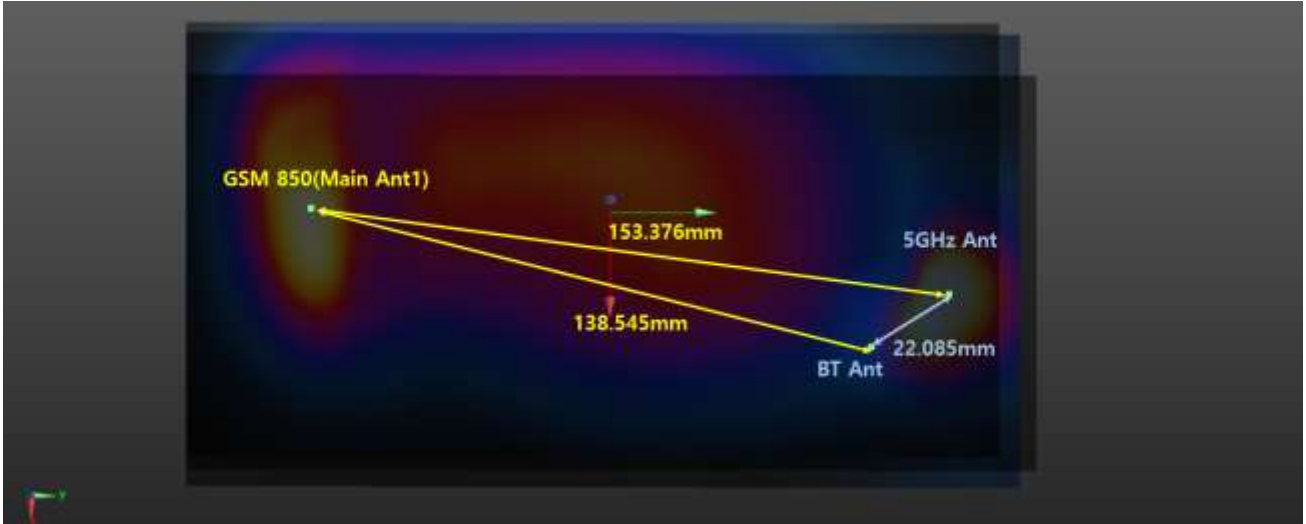 GSM 850(Main Ant1)
153.376mm
5GHz Ant
138.545mm
22.085mm
BT Ant
Y